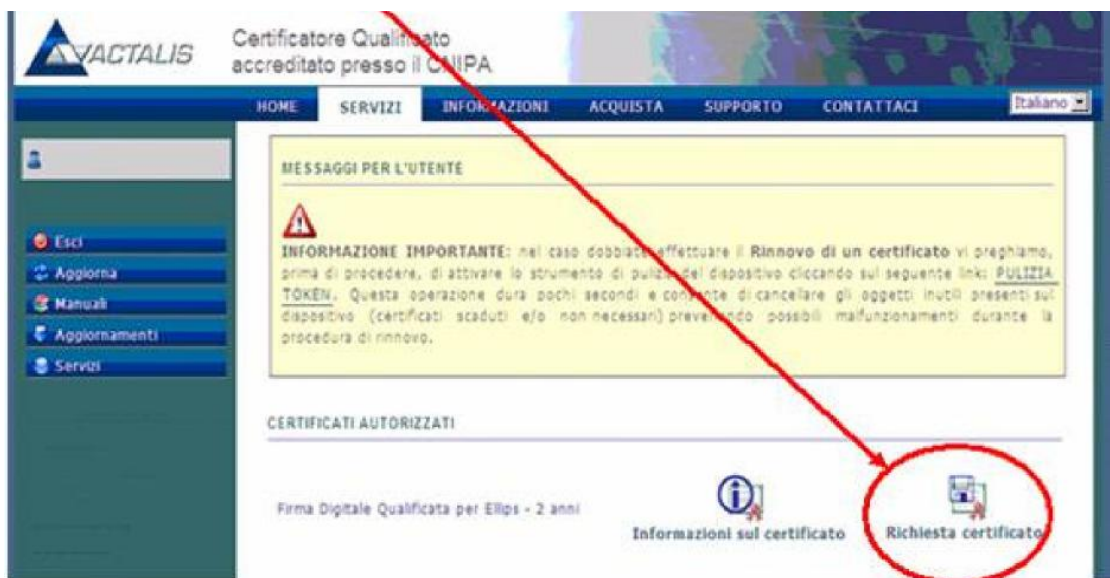 ACTALIS
Certificatore Qualificato
accreditato presso il CNIPA
HOME SERVIZI INFORMAZIONI ACQUISTA SUPPORTO CONTATTACI Italiano
MESSAGGI PER L'UTENTE
Esci
Aggiorna
Manuali
Aggiornamenti
Servizi
INFORMAZIONE IMPORTANTE: nel caso dobbiate effettuare il Rinnovo di un certificato vi preghiamo,
prima di procedere, di attivare lo strumento di pulizia del dispositivo cliccando sul seguente link: PULIZIA
TOKEN. Questa operazione dura pochi secondi e consente di cancellare gli oggetti inutili presenti sul
dispositivo (certificati scaduti e/o non necessari) prevenendo possibili malfunzionamenti durante la
procedura di rinnovo.
CERTIFICATI AUTORIZZATI
Firma Digitale Qualificata per Ellips - 2 anni
Informazioni sul certificato
Richiesta certificato